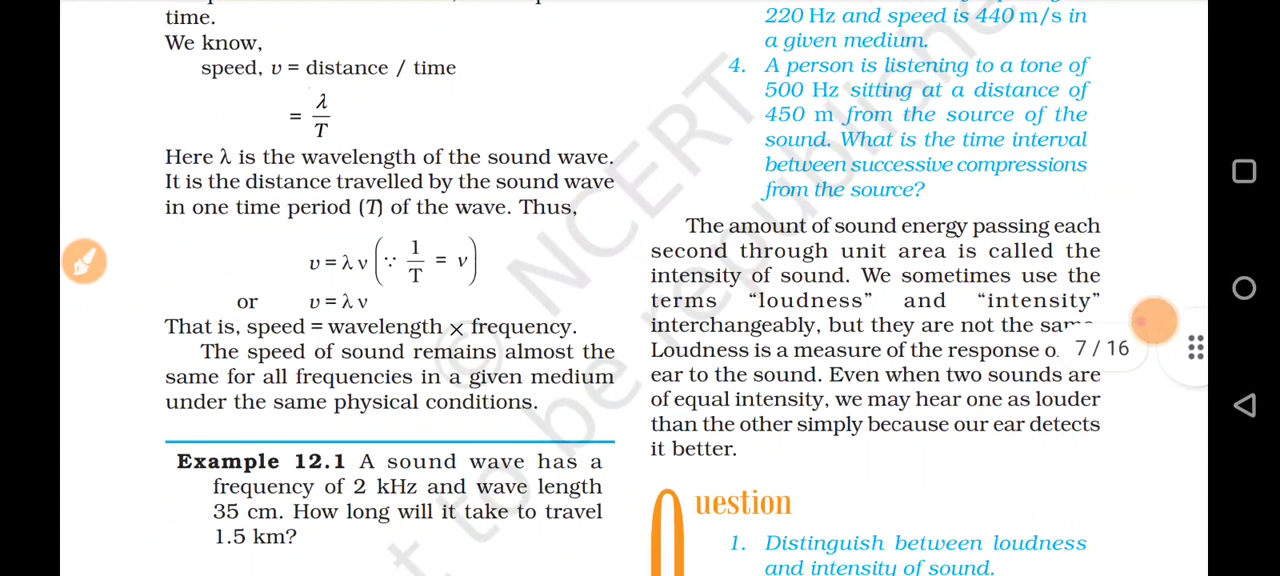 time.
We know,
speed, υ = distance / time
= λ / T
Here λ is the wavelength of the sound wave.
It is the distance travelled by the sound wave
in one time period (T) of the wave. Thus,
υ = λ ν (∵ 1/T = ν)
or υ = λ ν
That is, speed = wavelength × frequency.
The speed of sound remains almost the
same for all frequencies in a given medium
under the same physical conditions.
Example 12.1 A sound wave has a
frequency of 2 kHz and wave length
35 cm. How long will it take to travel
1.5 km?
220 Hz and speed is 440 m/s in
a given medium.
4. A person is listening to a tone of
500 Hz sitting at a distance of
450 m from the source of the
sound. What is the time interval
between successive compressions
from the source?
The amount of sound energy passing each
second through unit area is called the
intensity of sound. We sometimes use the
terms “loudness” and “intensity”
interchangeably, but they are not the
Loudness is a measure of the response
ear to the sound. Even when two sounds are
of equal intensity, we may hear one as louder
than the other simply because our ear detects
it better.
Question
1. Distinguish between loudness
and intensity of sound.
7 / 16
© NCERT
not to be republished